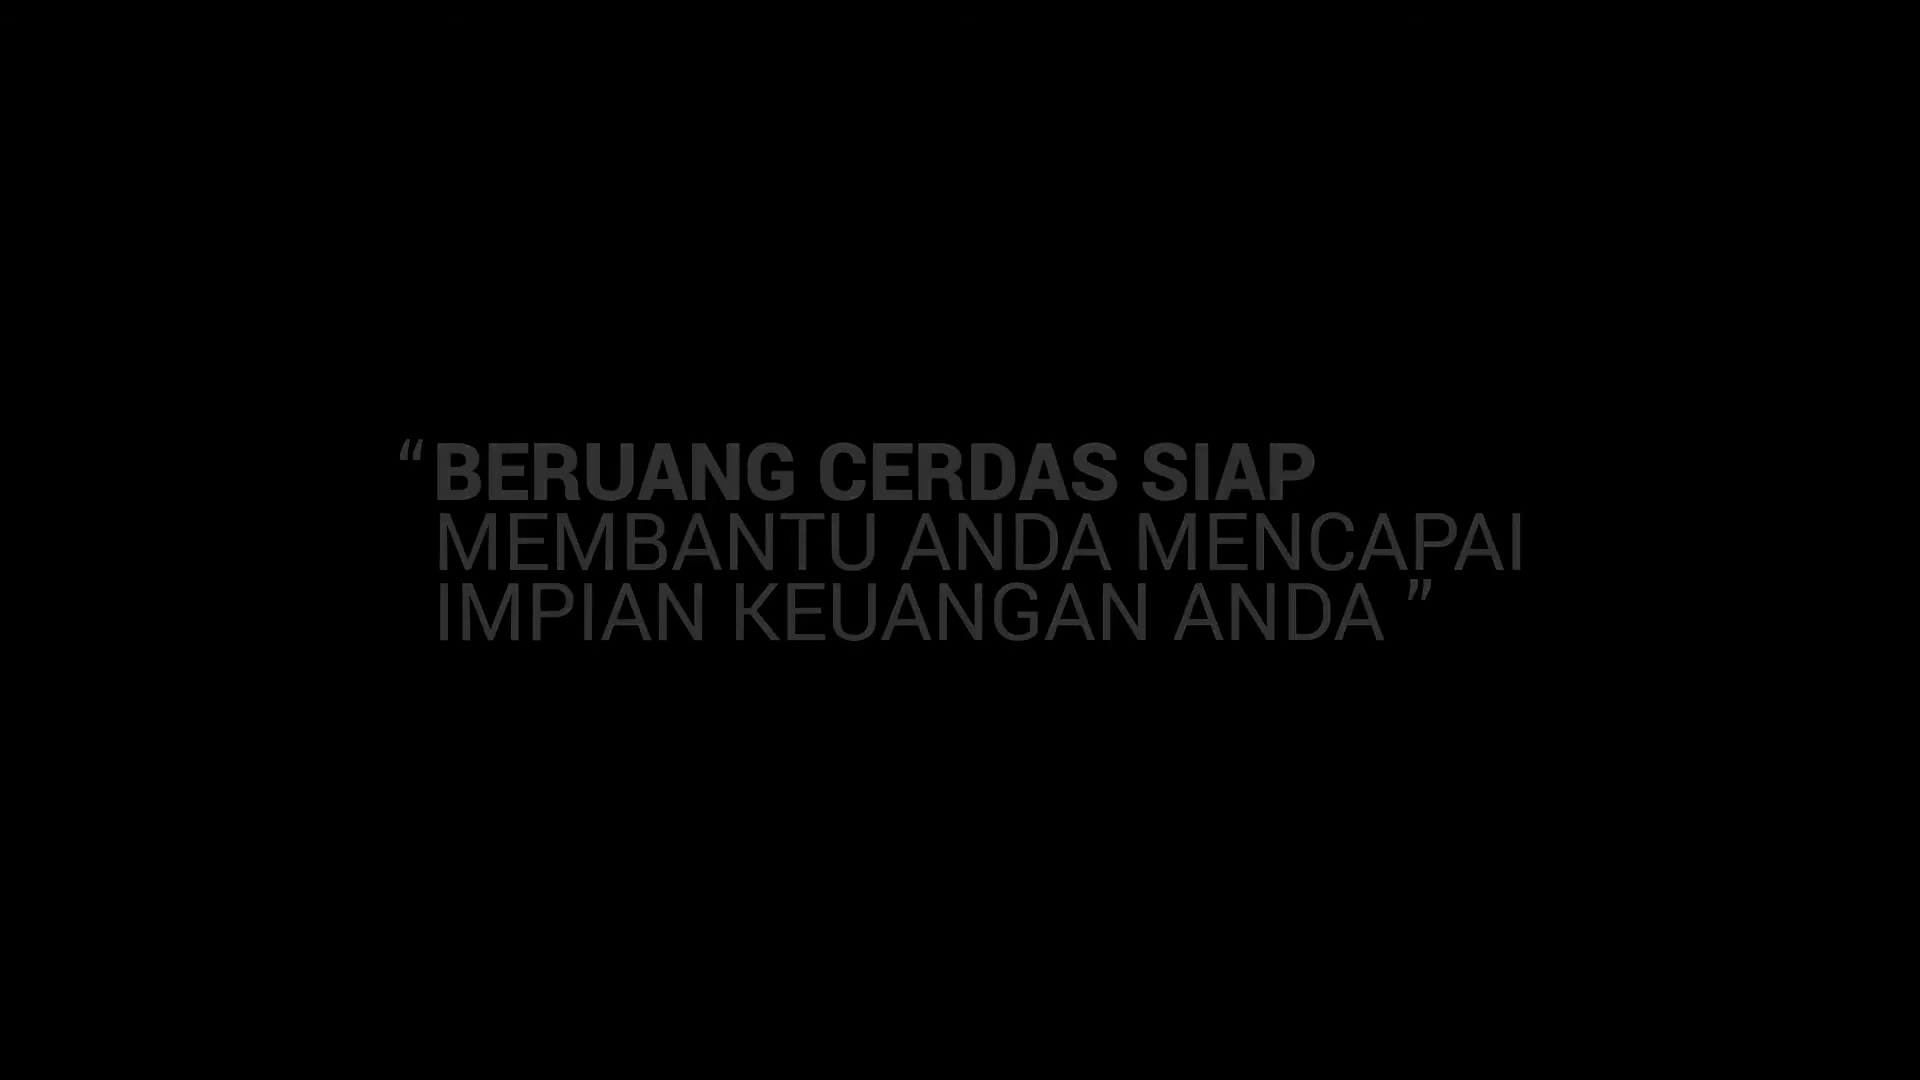 “ BERUANG CERDAS SIAP
MEMBANTU ANDA MENCAPAI
IMPIAN KEUANGAN ANDA ”